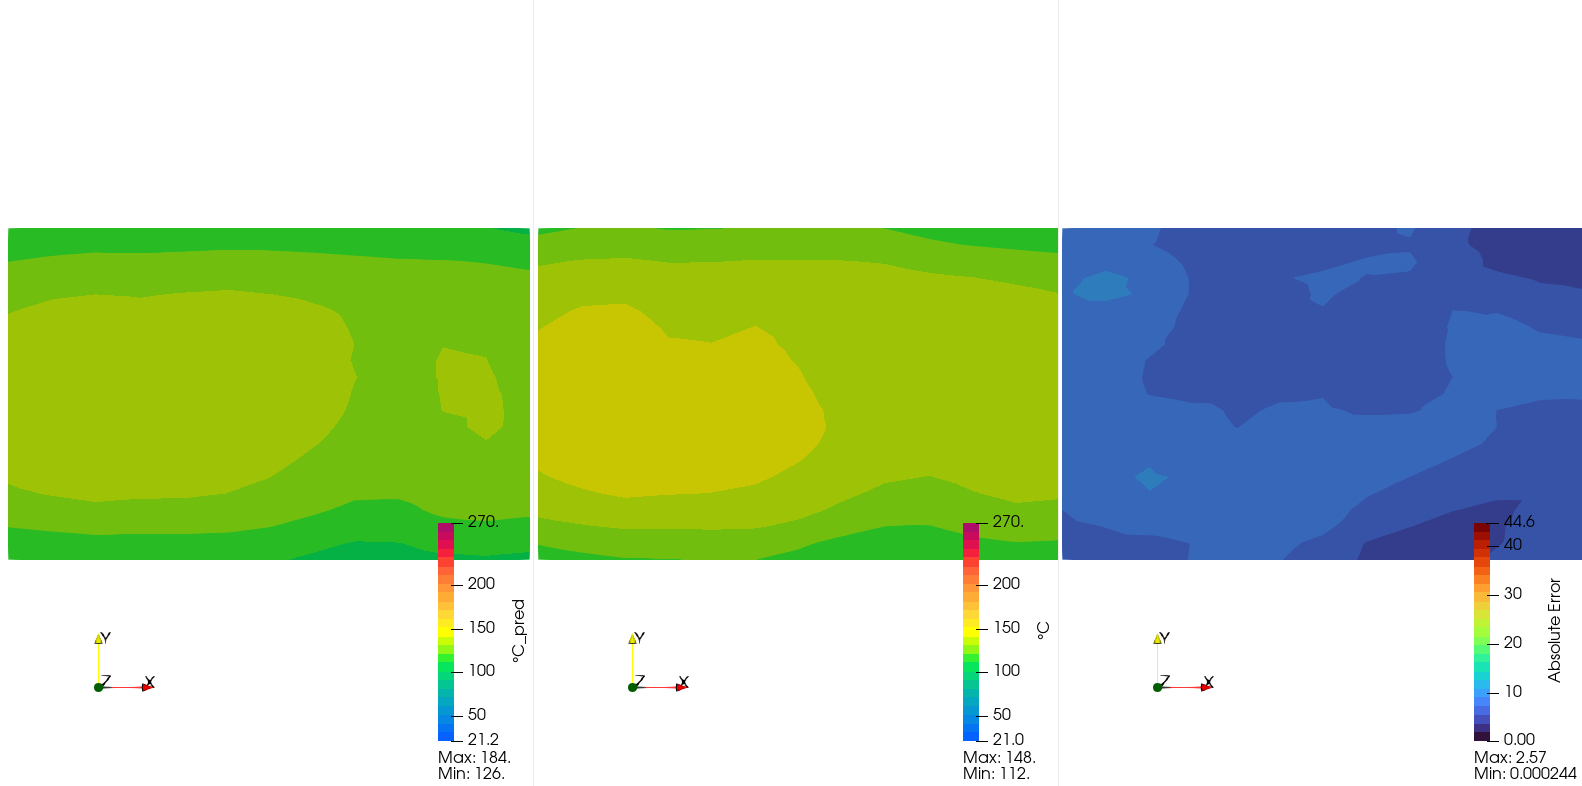 270.
200
150
100
50
21.2
°C_pred
Max: 184.
Min: 126.
Y
Z
X
270.
200
150
100
50
21.0
°C
Max: 148.
Min: 112.
Y
Z
X
44.6
40
30
20
10
0.00
Absolute Error
Max: 2.57
Min: 0.000244
Y
Z
X